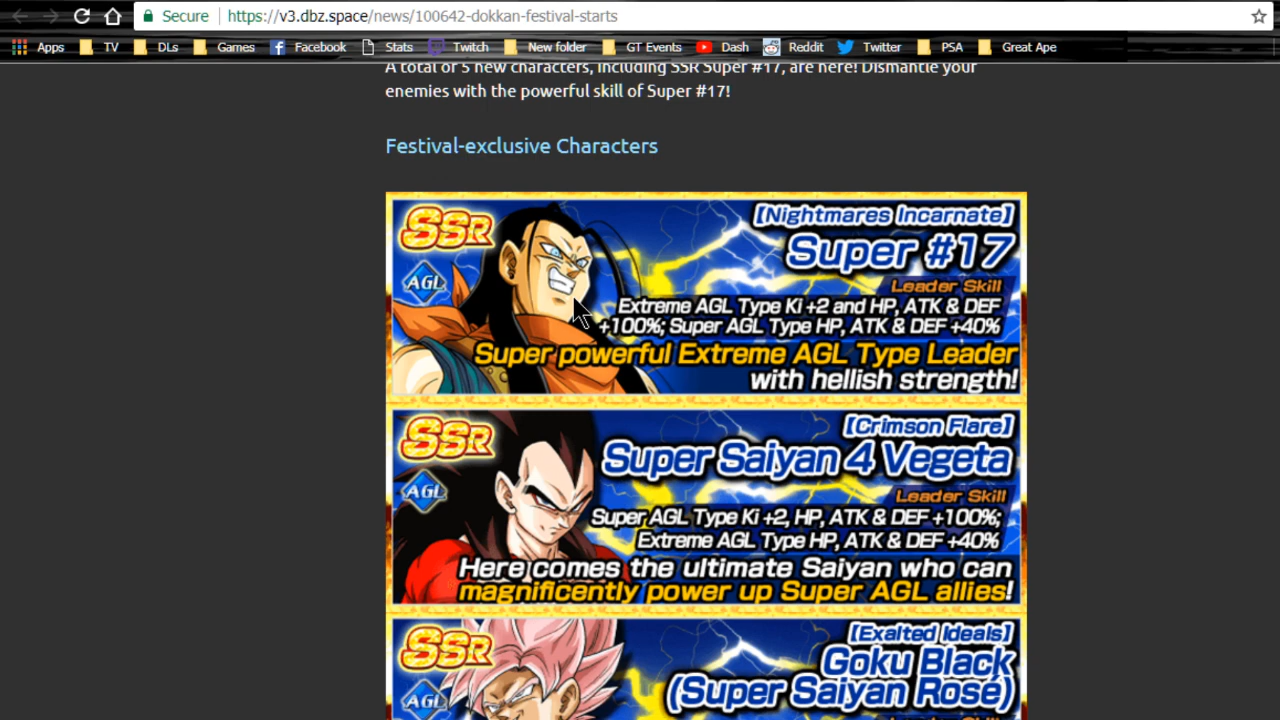 Secure https://v3.dbz.space/news/100642-dokkan-festival-starts
Apps TV DLs Games Facebook Stats Twitch New folder GT Events Dash Reddit Twitter PSA Great Ape
A total of 5 new characters, including SSR Super #17, are here! Dismantle your
enemies with the powerful skill of Super #17!
Festival-exclusive Characters
SSR
[Nightmares Incarnate]
Super #17
AGL
Leader Skill
Extreme AGL Type Ki +2 and HP, ATK & DEF
+100%; Super AGL Type HP, ATK & DEF +40%
Super powerful Extreme AGL Type Leader
with hellish strength!
SSR
[Crimson Flare]
Super Saiyan 4 Vegeta
AGL
Leader Skill
Super AGL Type Ki +2, HP, ATK & DEF +100%;
Extreme AGL Type HP, ATK & DEF +40%
Here comes the ultimate Saiyan who can
magnificently power up Super AGL allies!
SSR
[Exalted Ideals]
Goku Black
(Super Saiyan Rosé)
AGL
Leader Skill